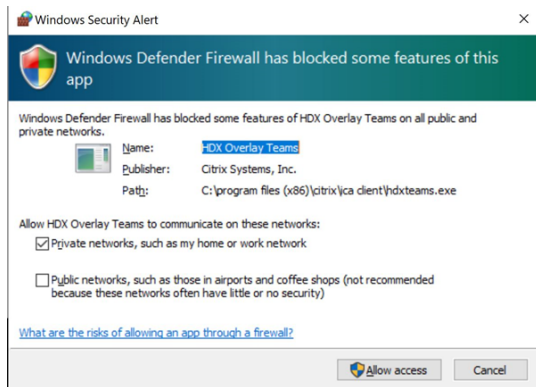 Windows Security Alert
Windows Defender Firewall has blocked some features of this
app
Windows Defender Firewall has blocked some features of HDX Overlay Teams on all public and
private networks.
Name: HDX Overlay Teams
Publisher: Citrix Systems, Inc.
Path: C:\program files (x86)\citrix\ica client\hdxteams.exe
Allow HDX Overlay Teams to communicate on these networks:
Private networks, such as my home or work network
Public networks, such as those in airports and coffee shops (not recommended
because these networks often have little or no security)
What are the risks of allowing an app through a firewall?
Allow access Cancel